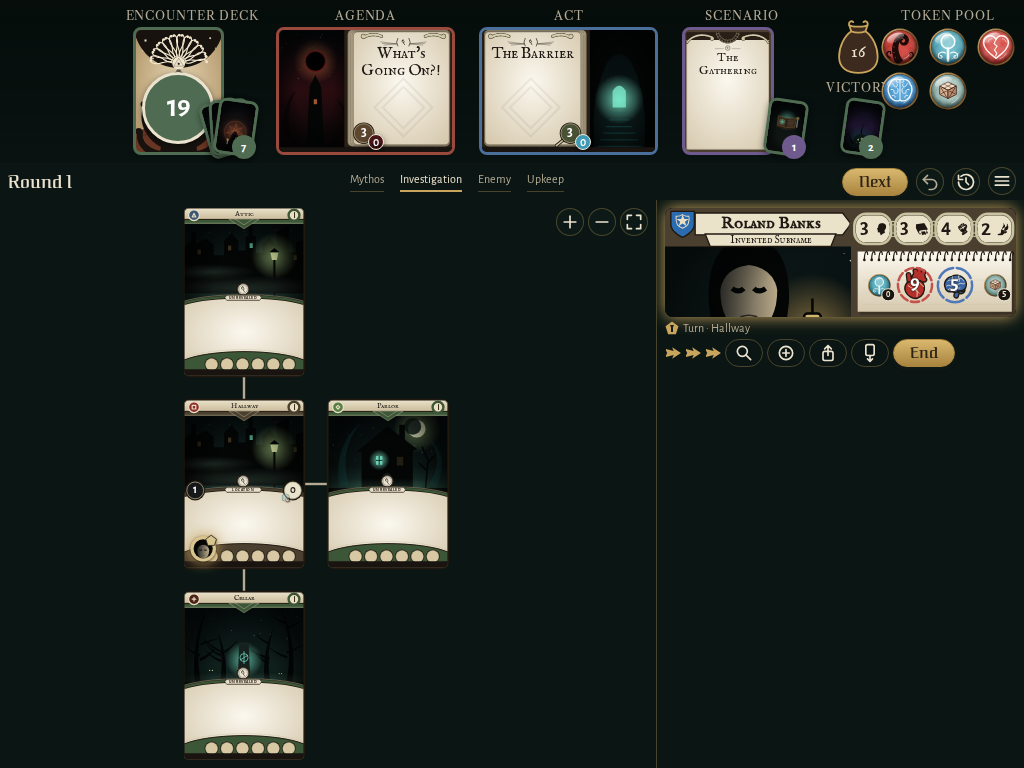 ENCOUNTER DECK
AGENDA
ACT
SCENARIO
TOKEN POOL
19
7
What's
Going On?!
3
0
The Barrier
3
0
The
Gathering
1
16
VICTOR
2
Round 1
Mythos
Investigation
Enemy
Upkeep
Next
Attic
Hallway
1
0
Parlor
Cellar
Roland Banks
Invented Subname
3
3
4
2
0
9
5
5
Turn · Hallway
End